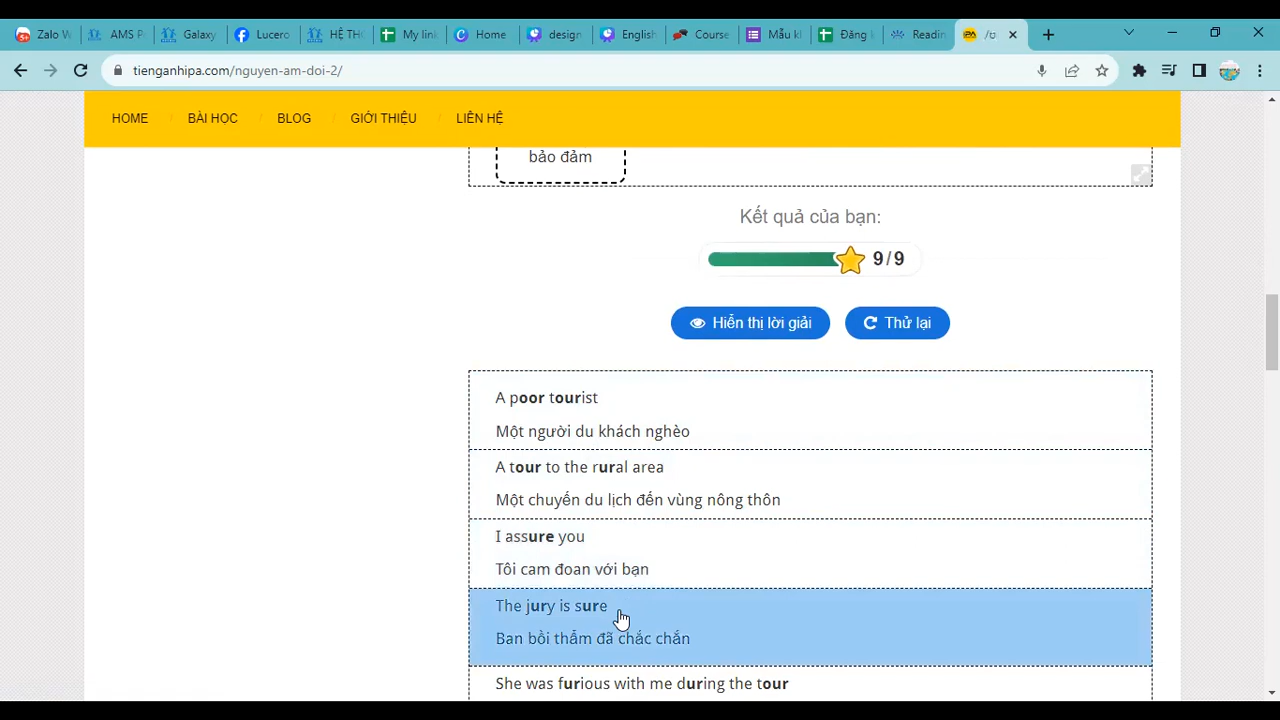 Zalo W
AMS P
Galaxy
Lucero
HỆ TH
My link
Home
design
English
Course
Mẫu kl
Đăng k
Readin
/ʊ
tienganhipa.com/nguyen-am-doi-2/
HOME / BÀI HỌC / BLOG / GIỚI THIỆU / LIÊN HỆ
bảo đảm
Kết quả của bạn:
9/9
Hiển thị lời giải
Thử lại
A poor tourist
Một người du khách nghèo
A tour to the rural area
Một chuyến du lịch đến vùng nông thôn
I assure you
Tôi cam đoan với bạn
The jury is sure
Ban bồi thẩm đã chắc chắn
She was furious with me during the tour